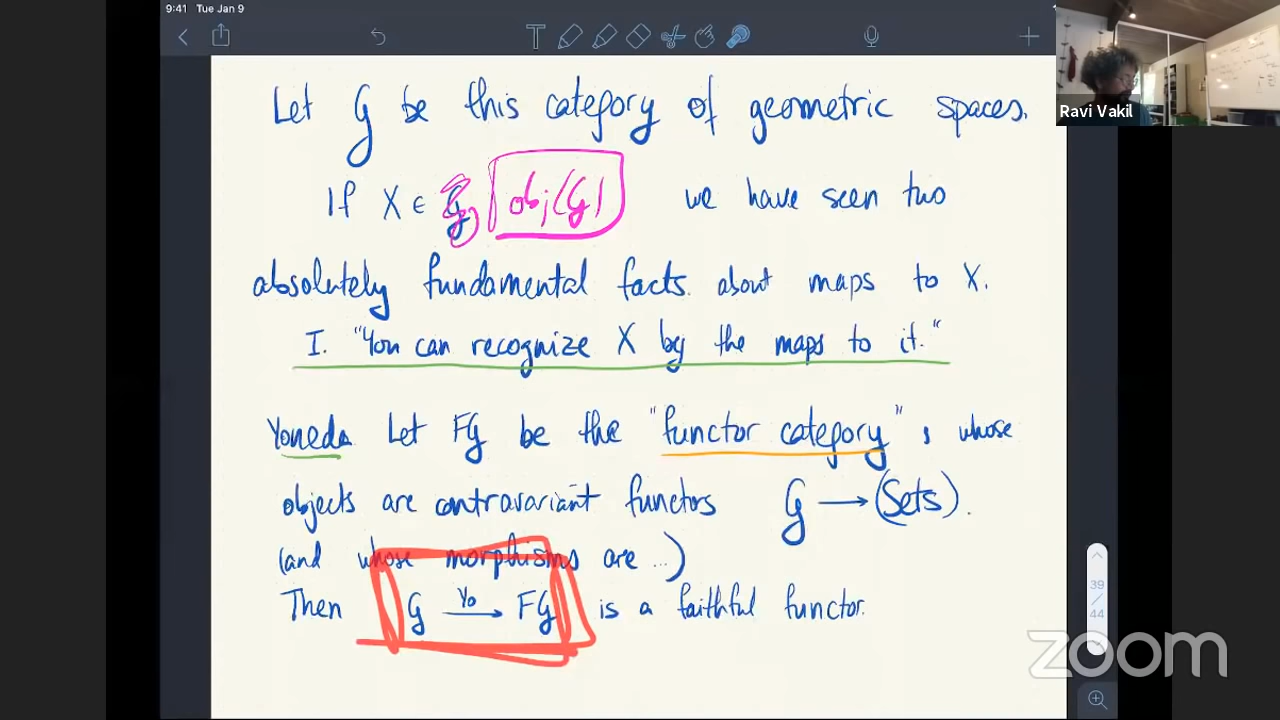 9:41 Tue Jan 9
Ravi Vakil
Let G be this category of geometric spaces.
If X ∈ G obj(G) we have seen two
absolutely fundamental facts about maps to X.
I. "You can recognize X by the maps to it."
Yoneda Let FG be the "functor category", whose
objects are contravariant functors G → (Sets).
(and whose morphisms are ...)
Then G Yo → FG is a faithful functor.
39
/
44
zoom